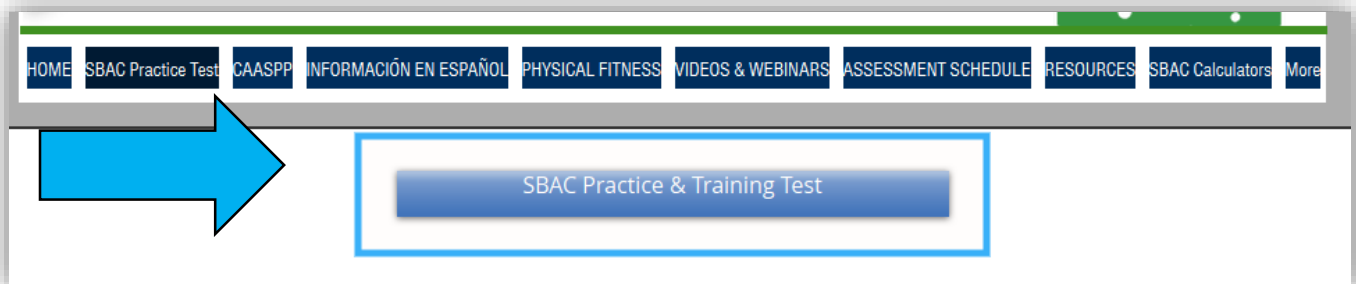 HOME SBAC Practice Test CAASPP INFORMACIÓN EN ESPAÑOL PHYSICAL FITNESS VIDEOS & WEBINARS ASSESSMENT SCHEDULE RESOURCES SBAC Calculators More
SBAC Practice & Training Test